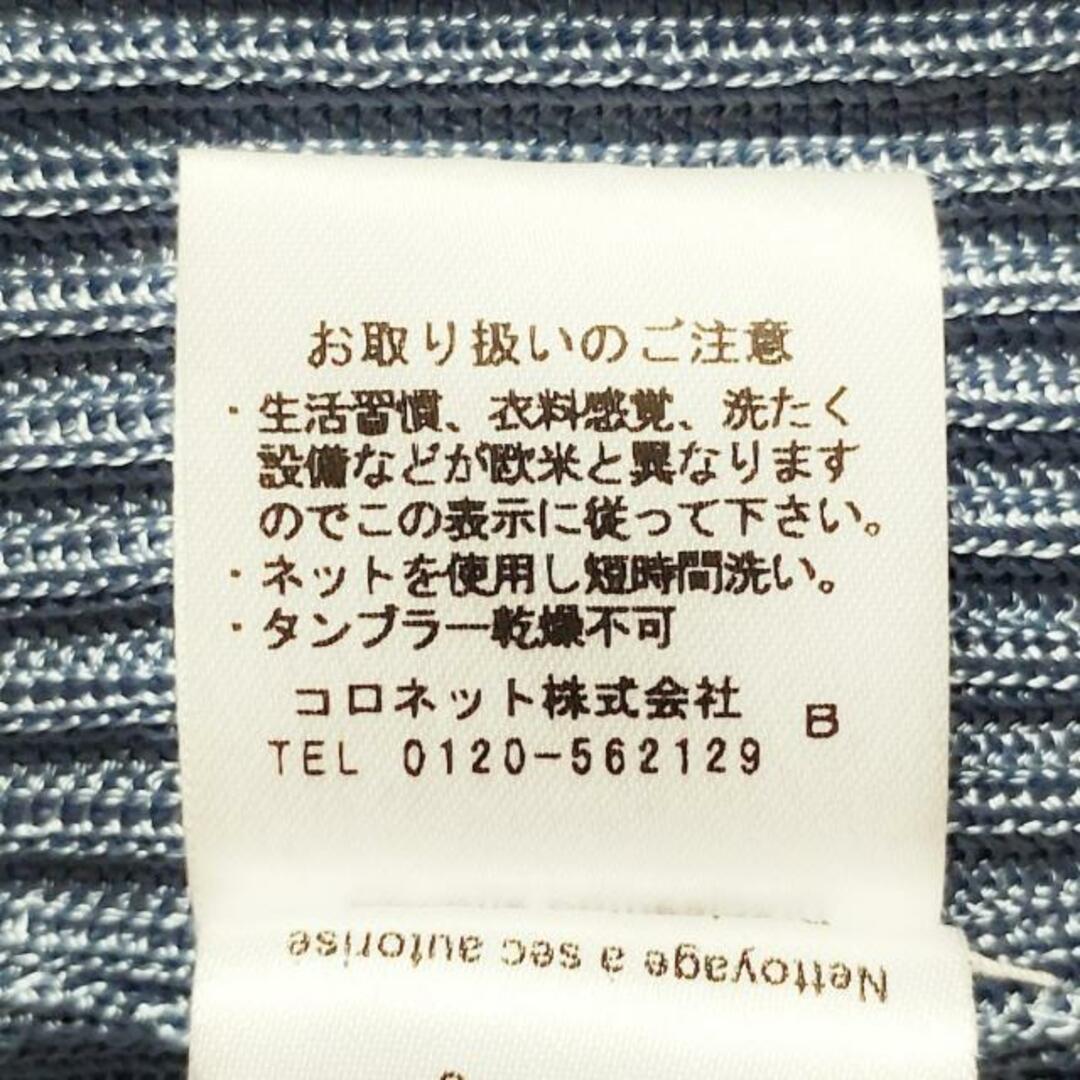 お取り扱いのご注意
・生活習慣、衣料感覚、洗たく
設備などが欧米と異なります
のでこの表示に従って下さい。
・ネットを使用し短時間洗い。
・タンブラー乾燥不可
コロネット株式会社
B
TEL 0120-562129
Nettoyage a sec autorise